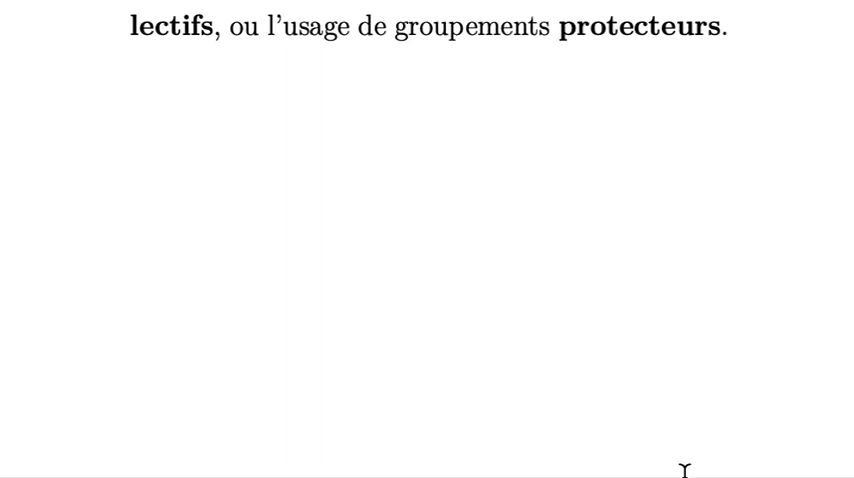 lectifs, ou l’usage de groupements protecteurs.